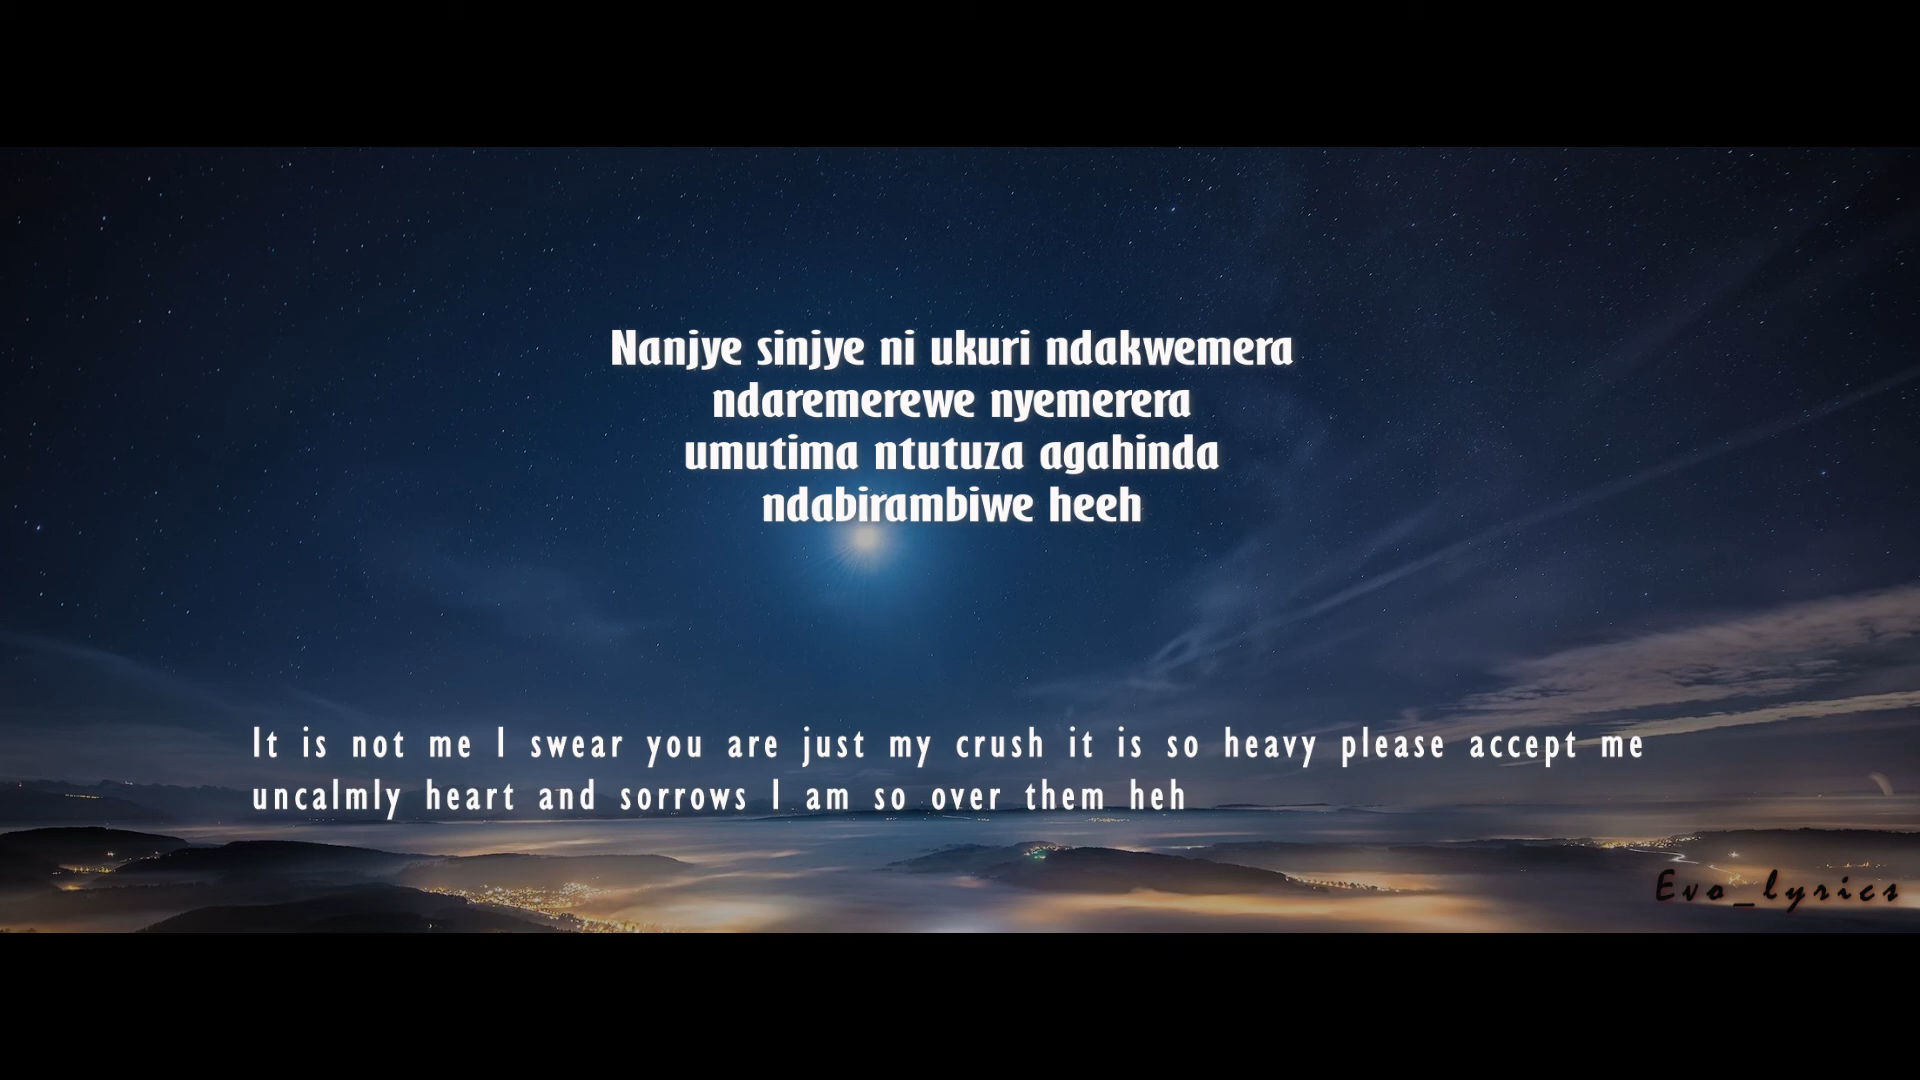 Nanjye sinjye ni ukuri ndakwemera
ndaremerewe nyemerera
umutima ntutuza agahinda
ndabirambiwe heeh
It is not me I swear you are just my crush it is so heavy please accept me
uncalmly heart and sorrows I am so over them heh
Evo_lyrics